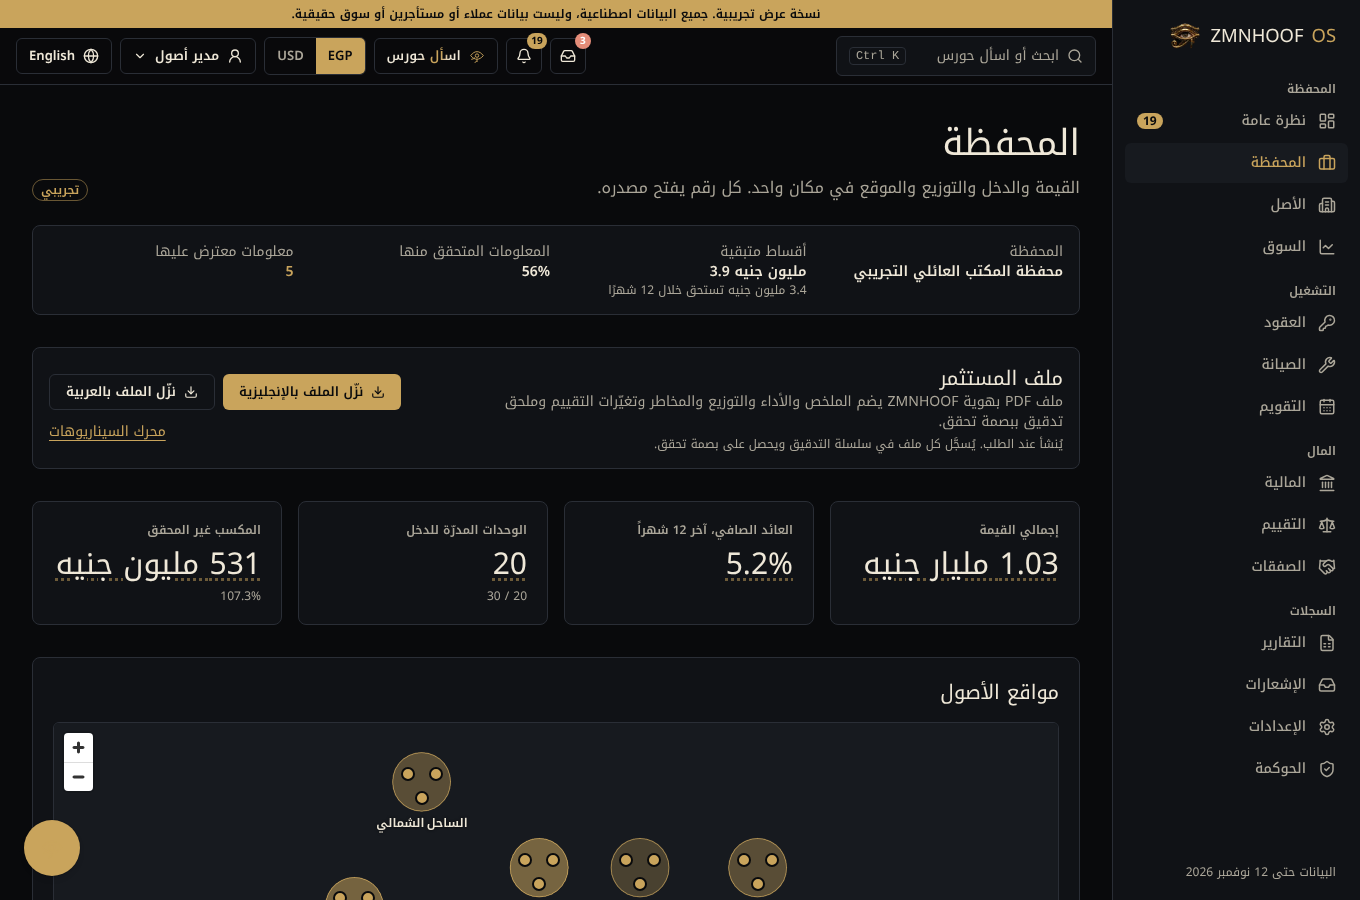 نسخة عرض تجريبية. جميع البيانات اصطناعية، وليست بيانات عملاء أو مستأجرين أو سوق حقيقية.
ZMNHOOF OS
ابحث أو اسأل حورس
Ctrl K
3
19
اسأل حورس
EGP
USD
مدير أصول
English
المحفظة
نظرة عامة
19
المحفظة
الأصل
السوق
التشغيل
العقود
الصيانة
التقويم
المال
المالية
التقييم
الصفقات
السجلات
التقارير
الإشعارات
الإعدادات
الحوكمة
البيانات حتى 12 نوفمبر 2026
المحفظة
القيمة والدخل والتوزيع والموقع في مكان واحد. كل رقم يفتح مصدره.
تجريبي
المحفظة
محفظة المكتب العائلي التجريبي
أقساط متبقية
3.9 مليون جنيه
3.4 مليون جنيه تستحق خلال 12 شهرًا
المعلومات المتحقق منها
56%
معلومات معترض عليها
5
ملف المستثمر
ملف PDF بهوية ZMNHOOF يضم الملخص والأداء والتوزيع والمخاطر وتغيّرات التقييم وملحق
تدقيق ببصمة تحقق.
يُنشأ عند الطلب. يُسجَّل كل ملف في سلسلة التدقيق ويحصل على بصمة تحقق.
نزّل الملف بالإنجليزية
نزّل الملف بالعربية
محرك السيناريوهات
إجمالي القيمة
1.03 مليار جنيه
العائد الصافي، آخر 12 شهراً
5.2%
الوحدات المدرّة للدخل
20
20 / 30
المكسب غير المحقق
531 مليون جنيه
107.3%
مواقع الأصول
الساحل الشمالي